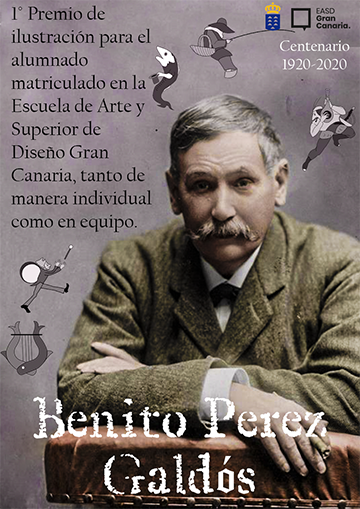 1° Premio de
ilustración para el
alumnado
matriculado en la
Escuela de Arte y
Superior de
Diseño Gran
Canaria, tanto de
manera individual
como en equipo.
EASD
Gran
Canaria.
Centenario
1920-2020
Benito Perez
Galdós